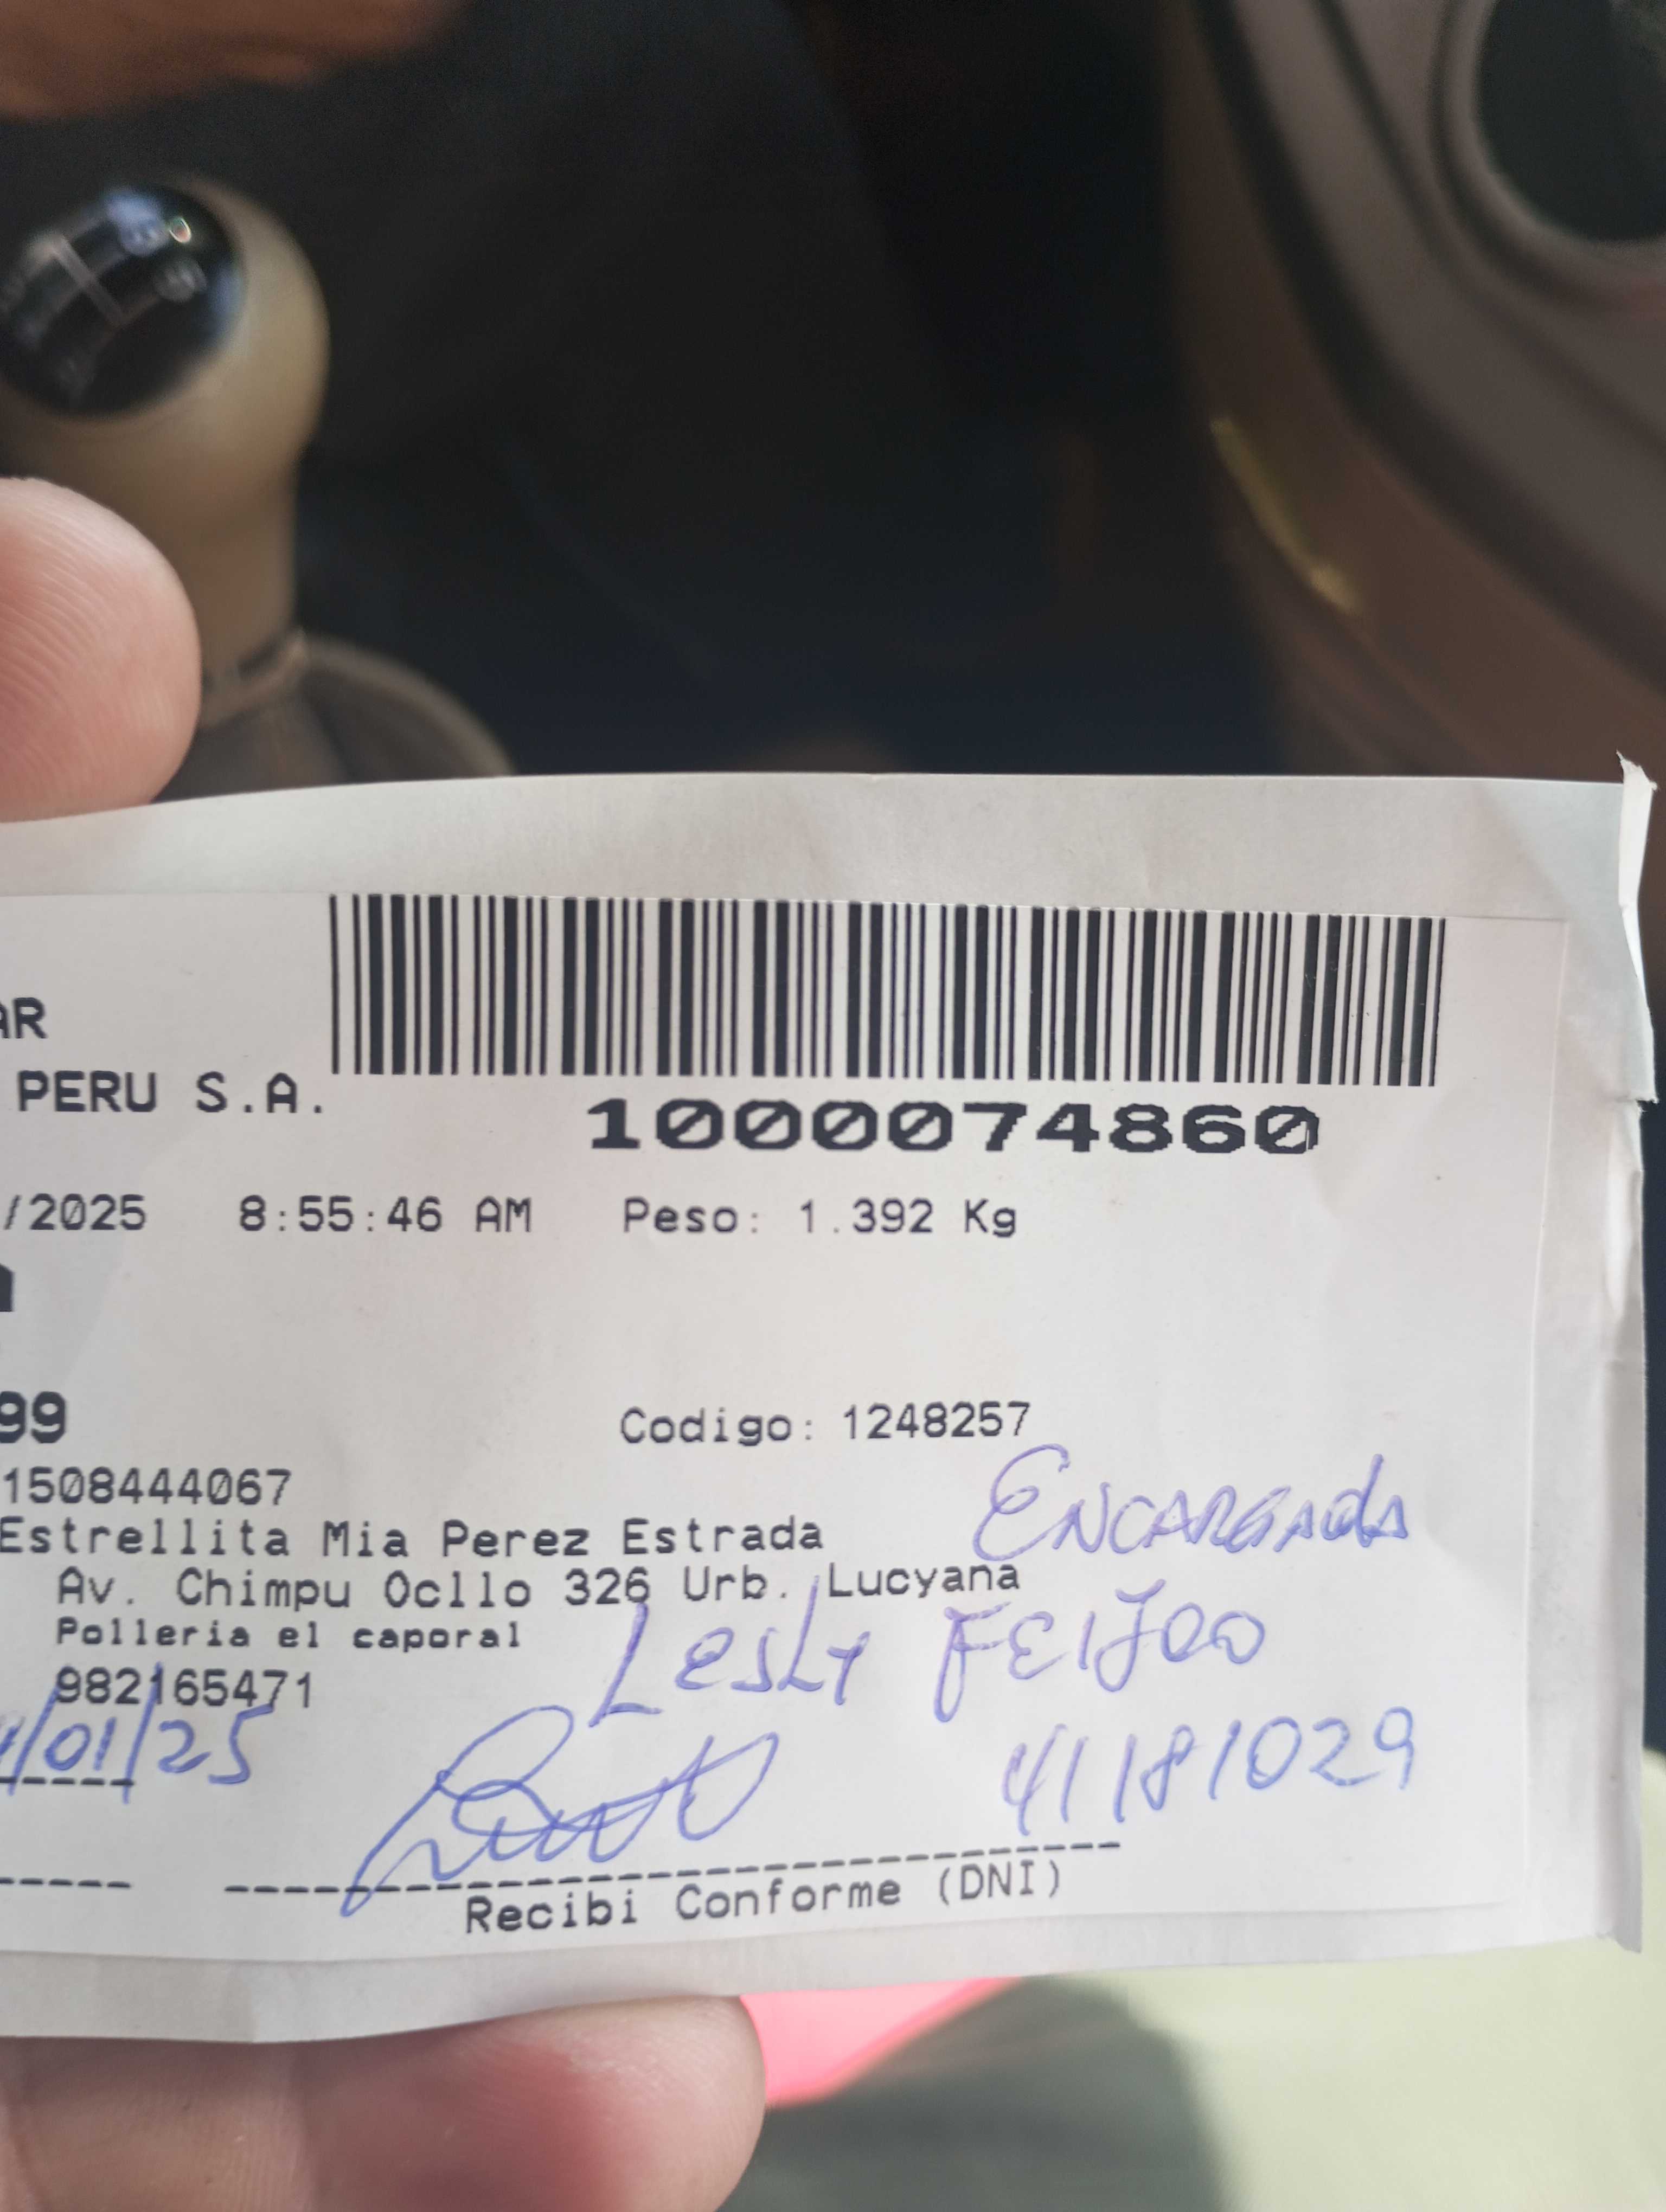 AR
PERU S.A.
1000074860
/2025 8:55:46 AM Peso: 1.392 Kg
99
Codigo: 1248257
1508444067
Estrellita Mia Perez Estrada
ENCARGADA
Av. Chimpu Ocllo 326 Urb. Lucyana
Polleria el caporal
LESLY FEIJOO
982165471
/01/25
41181029
Recibi Conforme (DNI)